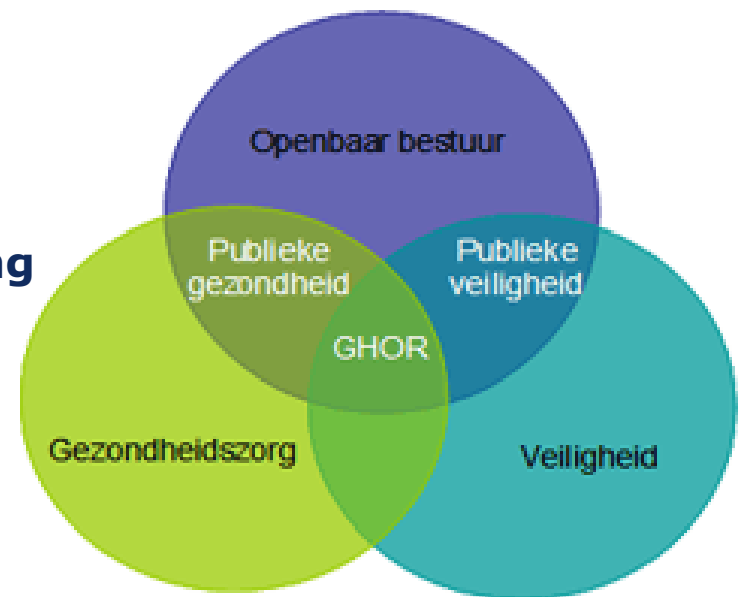 Openbaar bestuur
Publieke
gezondheid
Publieke
veiligheid
GHOR
Gezondheidszorg
Veiligheid